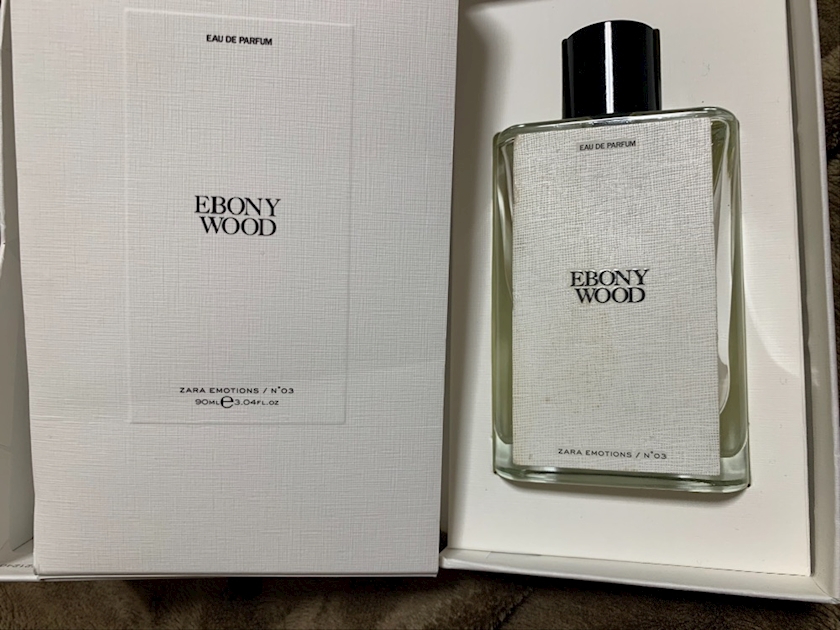 EAU DE PARFUM
EBONY
WOOD
ZARA EMOTIONS / N°03
90ML℮3.04FL.OZ
EAU DE PARFUM
EBONY
WOOD
ZARA EMOTIONS / N°03